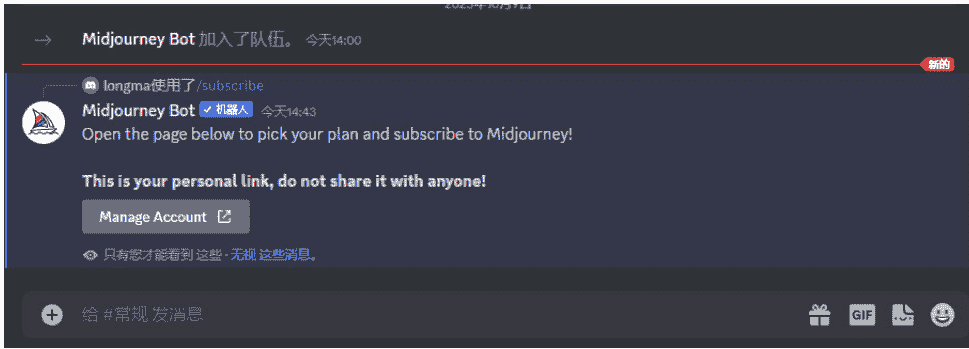 Midjourney Bot 加入了队伍。 今天14:00
新的
longma使用了/subscribe
Midjourney Bot 机器人 今天14:43
Open the page below to pick your plan and subscribe to Midjourney!
This is your personal link, do not share it with anyone!
Manage Account
只有您才能看到 这些 · 无视 这些消息。
给 #常规 发消息
GIF